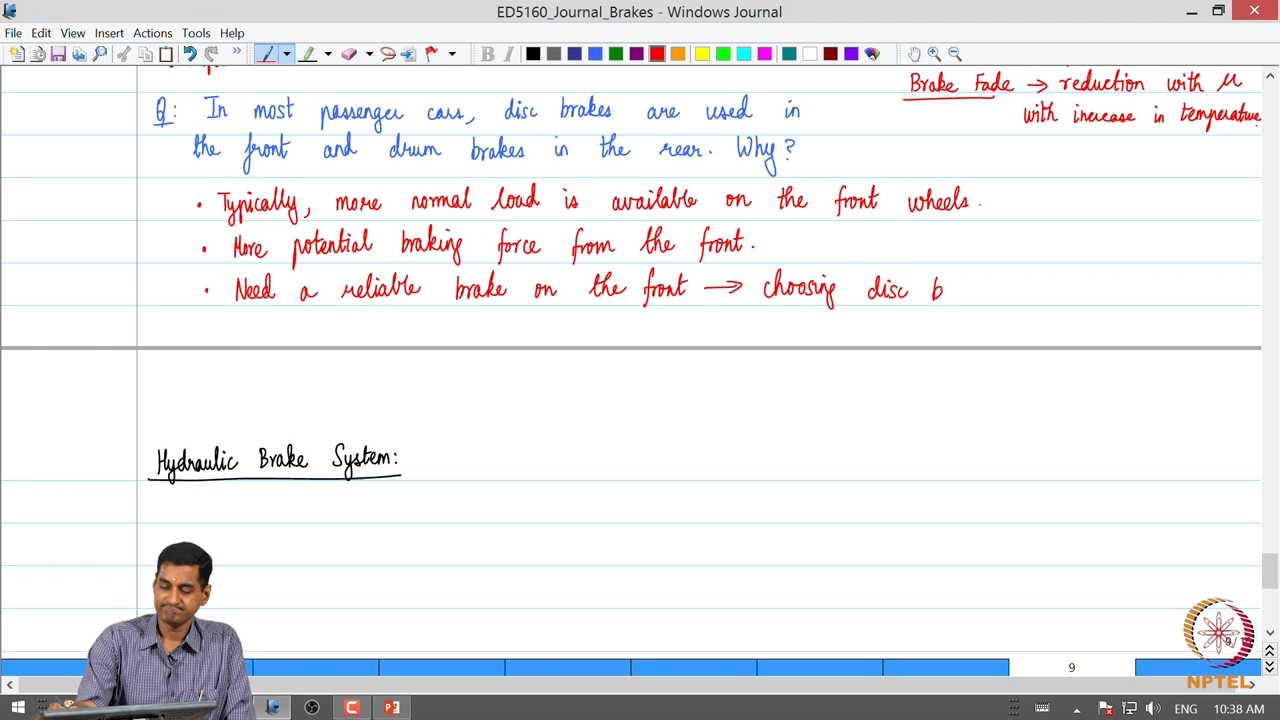 ED5160_Journal_Brakes - Windows Journal
File Edit View Insert Actions Tools Help
Brake Fade → reduction with μ
with increase in temperature
Q: In most passenger cars, disc brakes are used in
the front and drum brakes in the rear. Why?
• Typically, more normal load is available on the front wheels.
• More potential braking force from the front.
• Need a reliable brake on the front → choosing disc b
Hydraulic Brake System:
9
NPTEL
ENG 10:38 AM